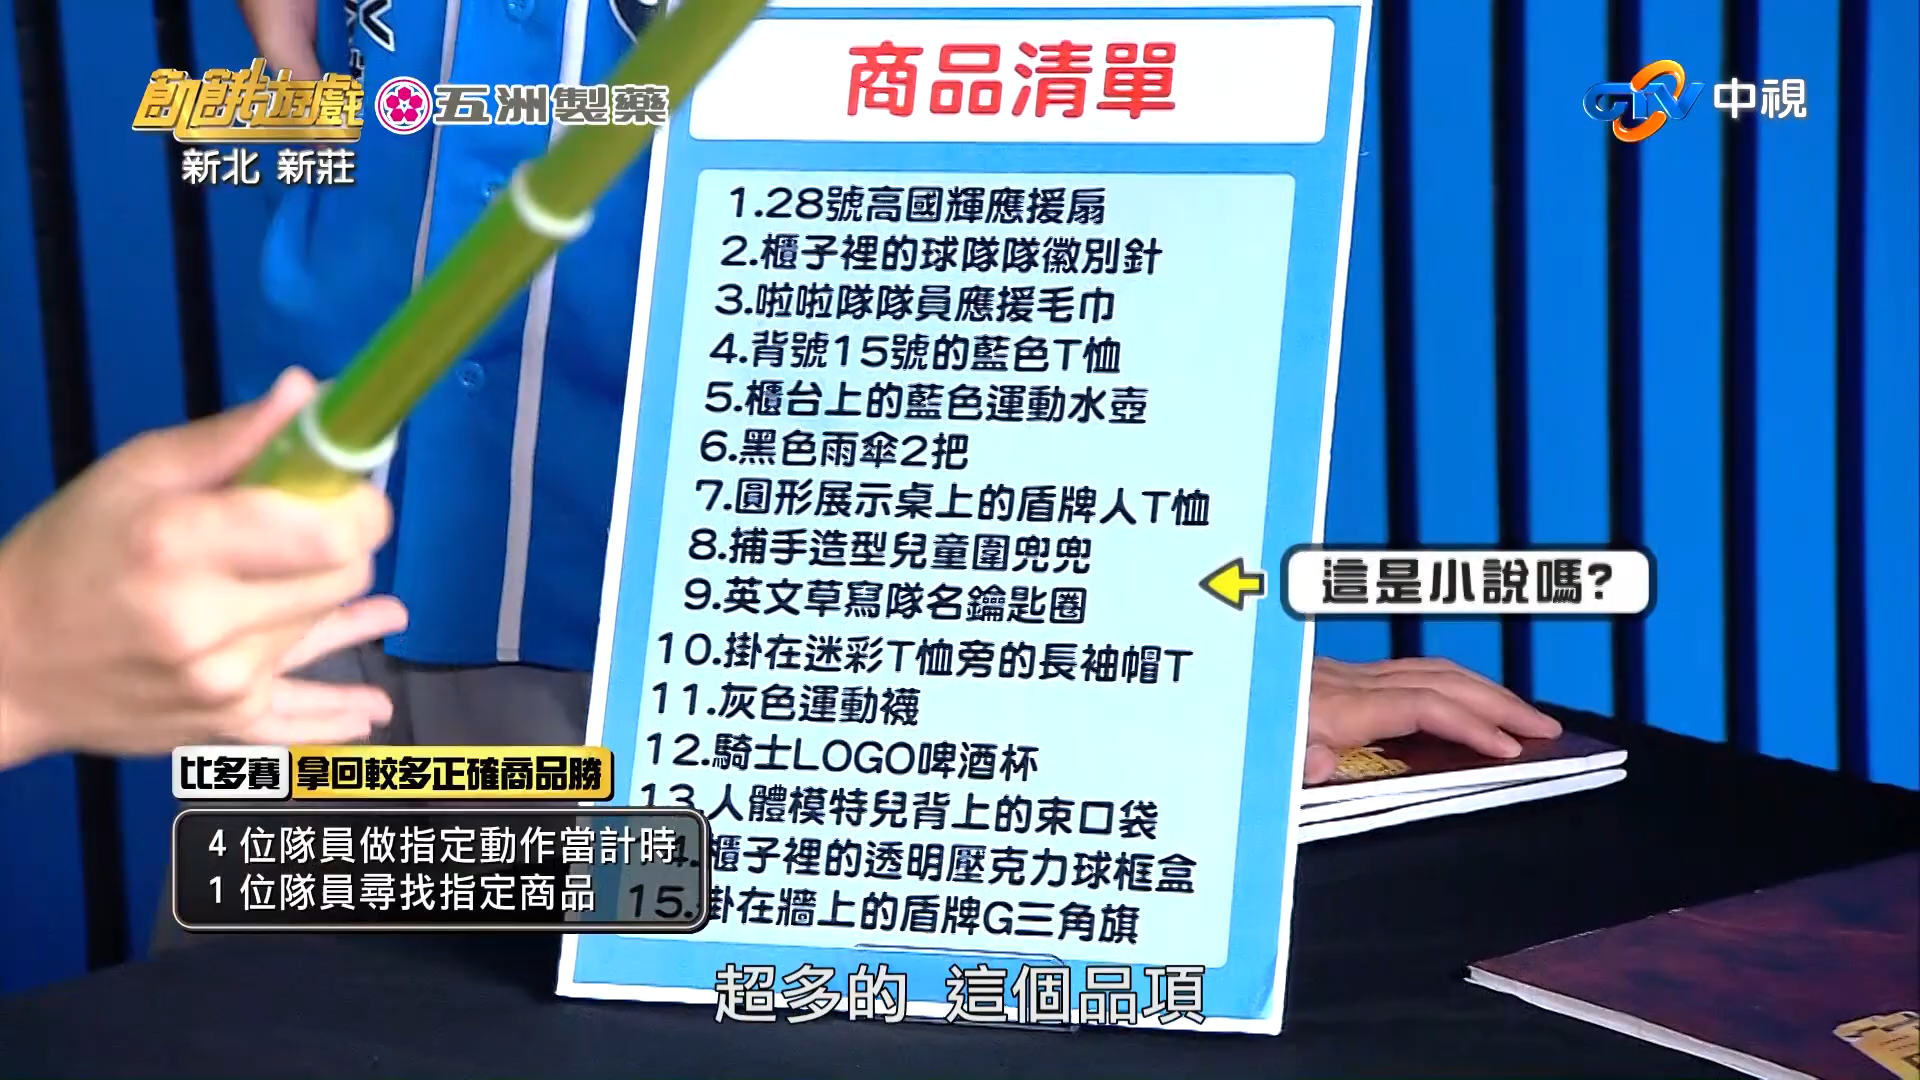 飢餓遊戲
五洲製藥
新北 新莊
CTV 中視
商品清單
1.28號高國輝應援扇
2.櫃子裡的球隊隊徽別針
3.啦啦隊隊員應援毛巾
4.背號15號的藍色T恤
5.櫃台上的藍色運動水壺
6.黑色雨傘2把
7.圓形展示桌上的盾牌人T恤
8.捕手造型兒童圍兜兜
9.英文草寫隊名鑰匙圈
10.掛在迷彩T恤旁的長袖帽T
11.灰色運動襪
12.騎士LOGO啤酒杯
13.人體模特兒背上的束口袋
14.櫃子裡的透明壓克力球框盒
15.掛在牆上的盾牌G三角旗
這是小說嗎?
比多賽 拿回較多正確商品勝
4 位隊員做指定動作當計時
1 位隊員尋找指定商品
超多的 這個品項